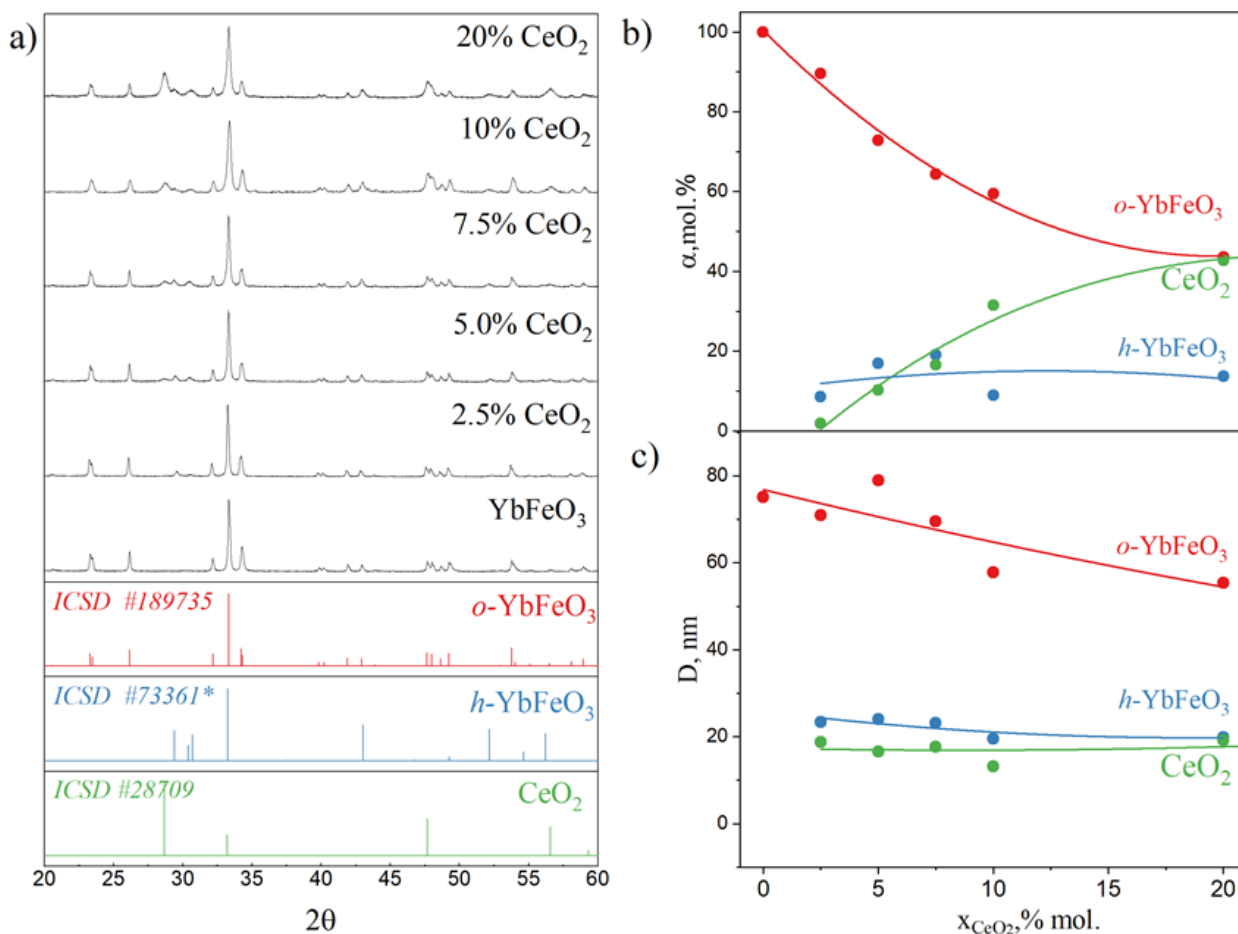 a)
20% CeO₂
10% CeO₂
7.5% CeO₂
5.0% CeO₂
2.5% CeO₂
YbFeO₃
ICSD #189735
o-YbFeO₃
ICSD #73361*
h-YbFeO₃
ICSD #28709
CeO₂
20 25 30 35 40 45 50 55 60
2θ
b)
100
80
60
40
20
0
α,mol.%
o-YbFeO₃
CeO₂
h-YbFeO₃
c)
80
60
40
20
0
D, nm
o-YbFeO₃
h-YbFeO₃
CeO₂
0 5 10 15 20
x_CeO₂,% mol.